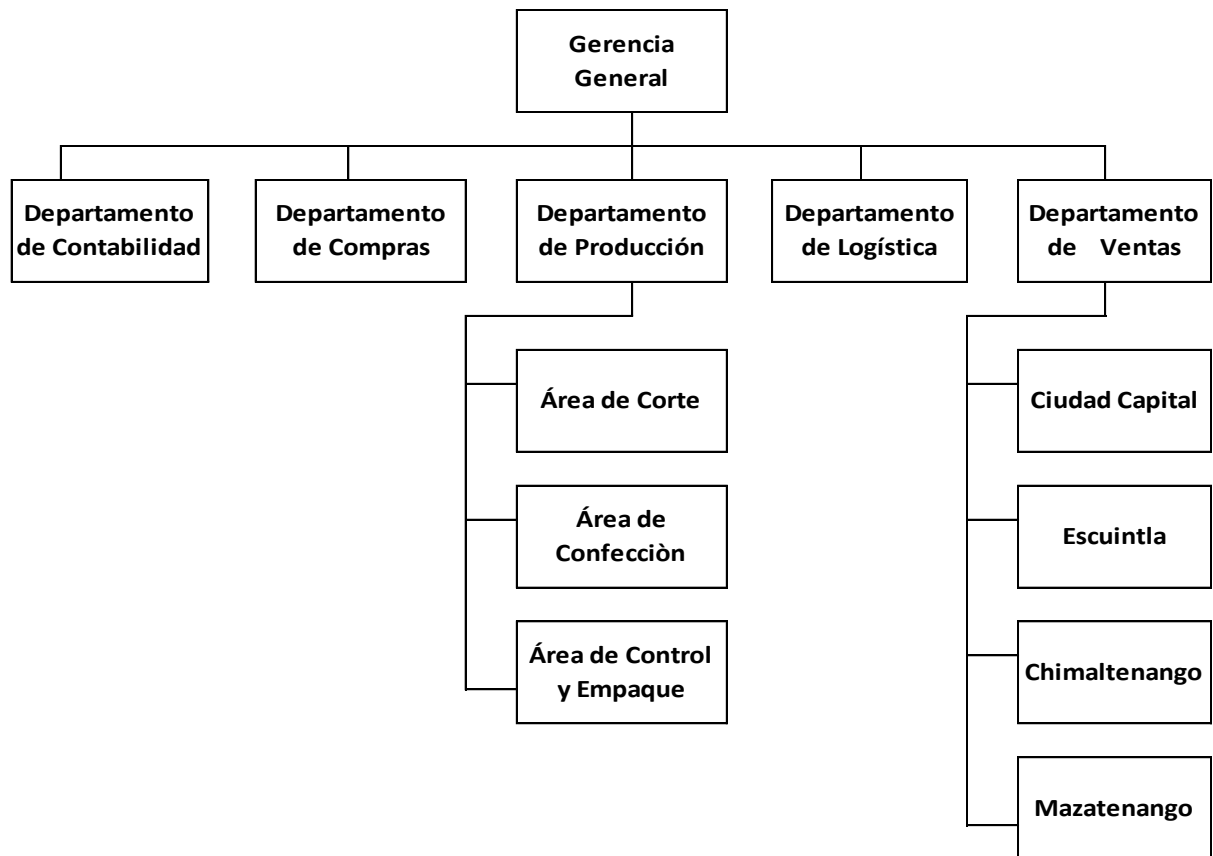 Gerencia
General
Departamento
de Contabilidad
Departamento
de Compras
Departamento
de Producción
Departamento
de Logística
Departamento
de Ventas
Área de Corte
Área de
Confecciòn
Área de Control
y Empaque
Ciudad Capital
Escuintla
Chimaltenango
Mazatenango